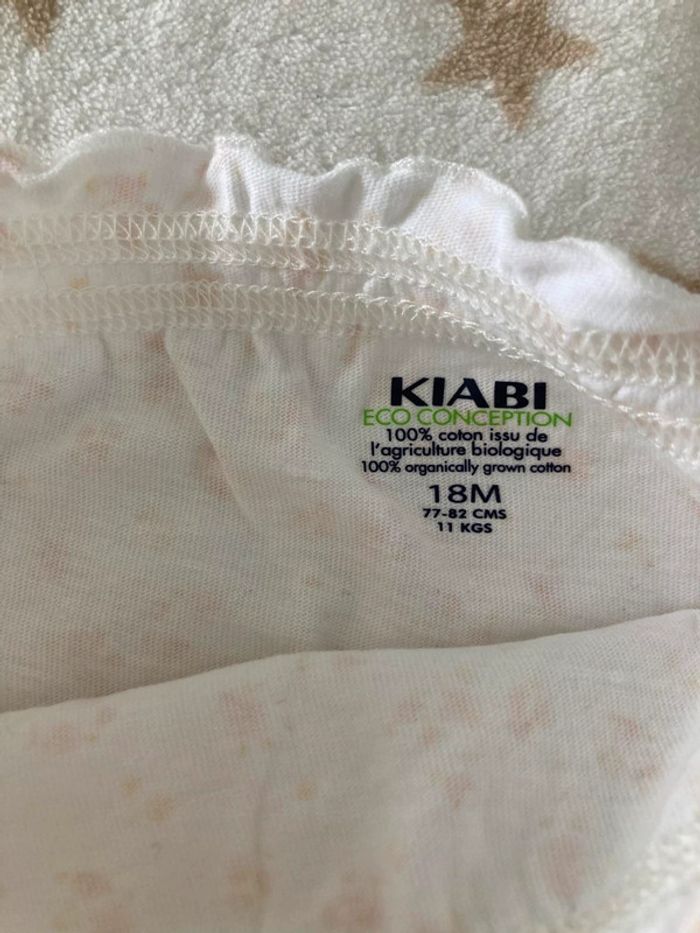 KIABI
ECO CONCEPTION
100% coton issu de
l'agriculture biologique
100% organically grown cotton
18M
77-82 CMS
11 KGS